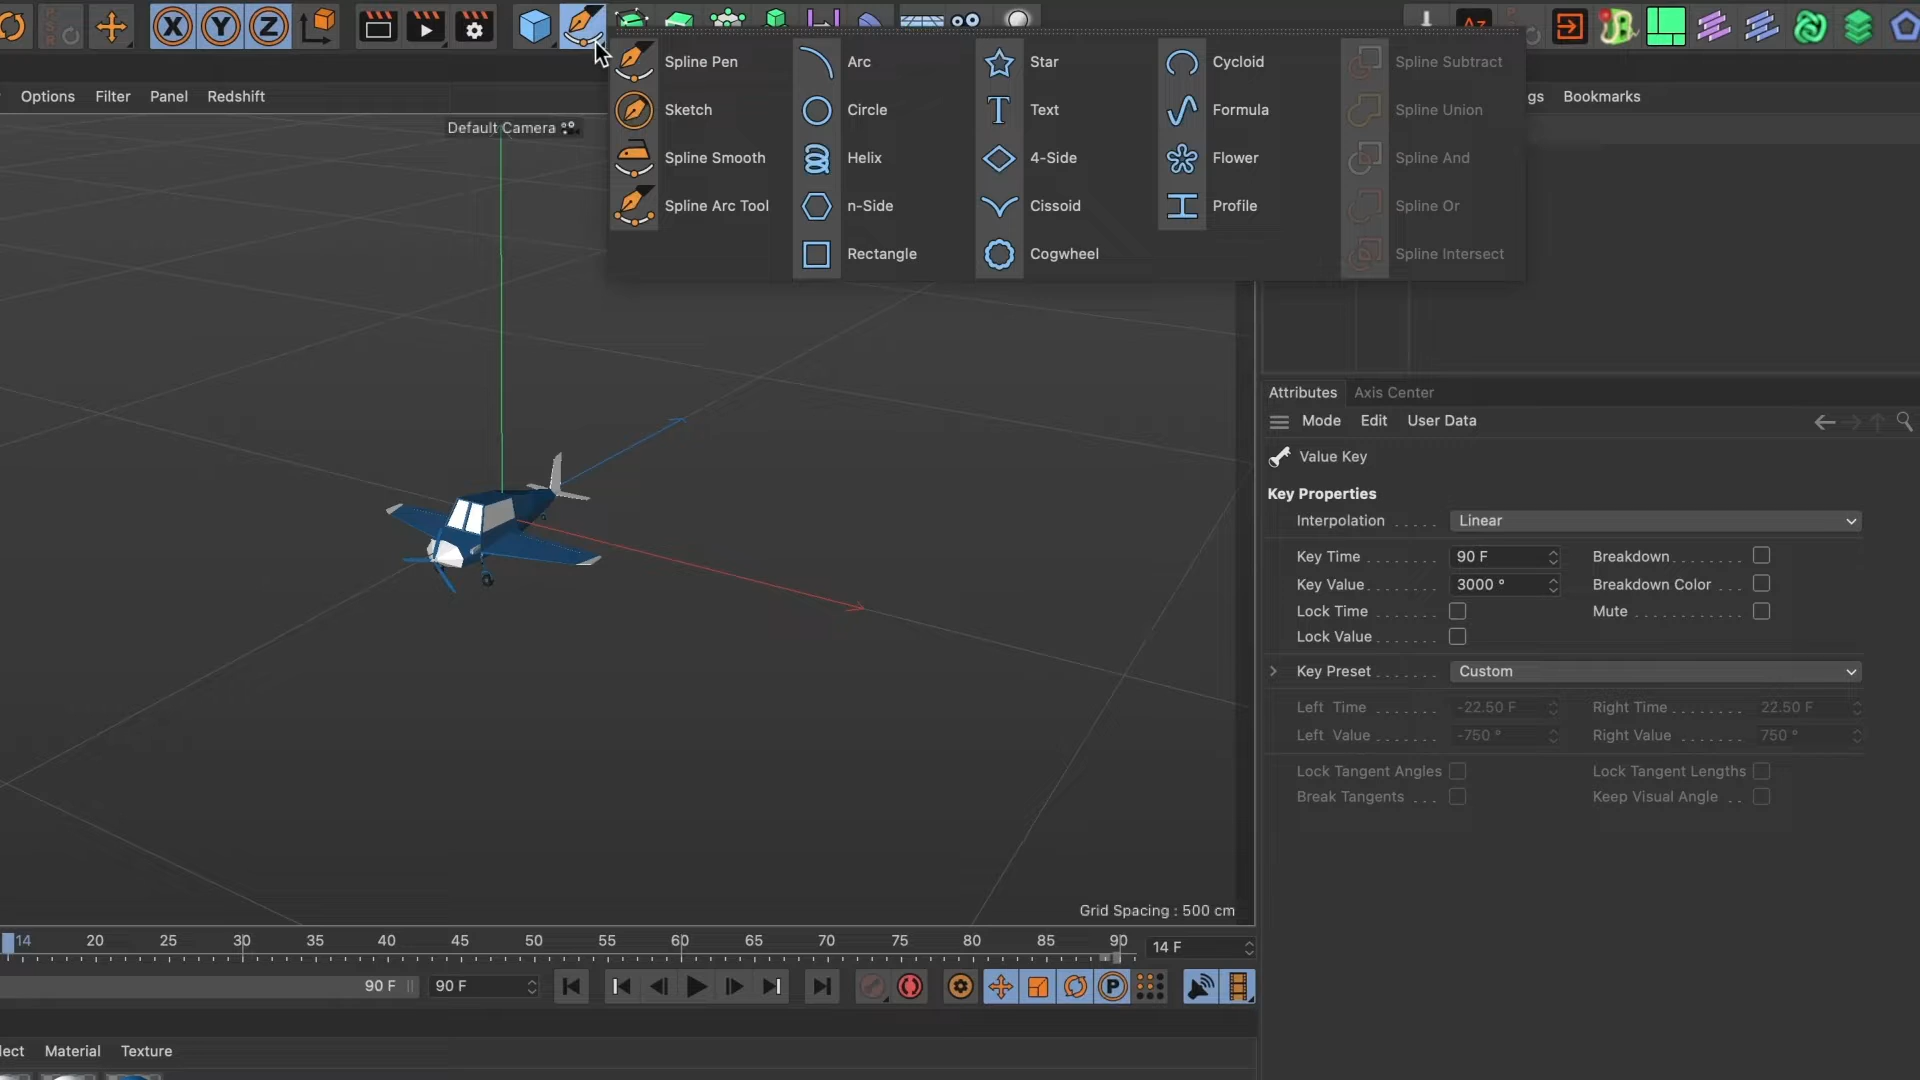 X Y Z
Spline Pen
Arc
Star
Cycloid
Spline Subtract
Options Filter Panel Redshift
Sketch
Circle
Text
Formula
Spline Union
gs Bookmarks
Default Camera
Spline Smooth
Helix
4-Side
Flower
Spline And
Spline Arc Tool
n-Side
Cissoid
Profile
Spline Or
Rectangle
Cogwheel
Spline Intersect
Attributes Axis Center
Mode Edit User Data
Value Key
Key Properties
Interpolation . . . . . Linear
Key Time . . . . . . . 90 F Breakdown . . . . . . . .
Key Value . . . . . . . 3000 ° Breakdown Color . . .
Lock Time . . . . . . . Mute . . . . . . . . . . . .
Lock Value . . . . . . .
Key Preset . . . . . . . Custom
Left Time . . . . . . . -22.50 F Right Time . . . . . . . . 22.50 F
Left Value . . . . . . . -750 ° Right Value . . . . . . . 750 °
Lock Tangent Angles Lock Tangent Lengths
Break Tangents . . . Keep Visual Angle . .
Grid Spacing : 500 cm
14 20 25 30 35 40 45 50 55 60 65 70 75 80 85 90 14 F
90 F 90 F
P
lect Material Texture